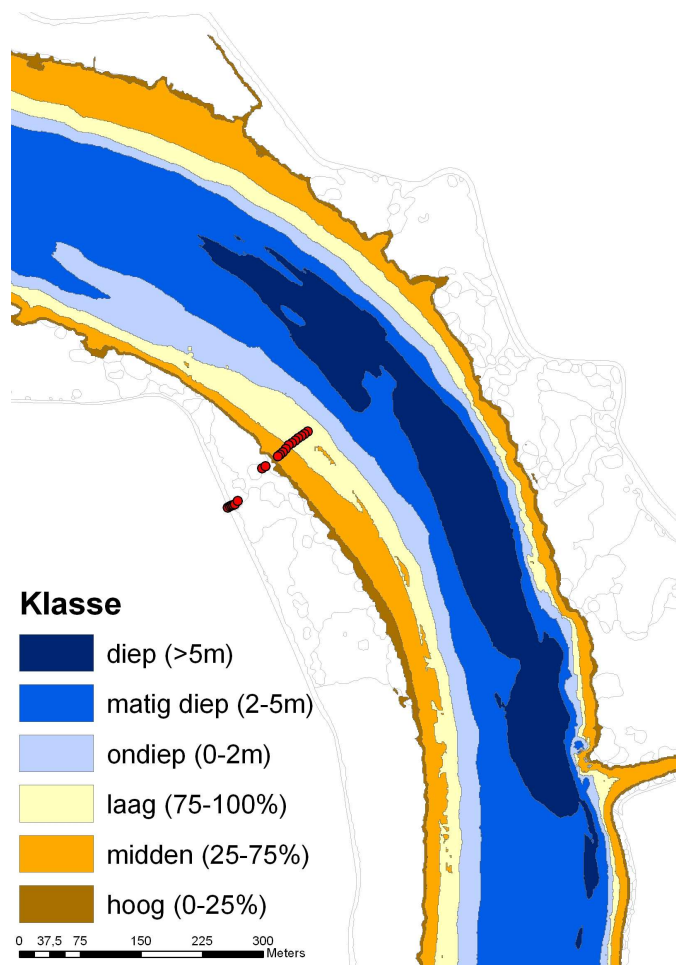 Klasse
diep (>5m)
matig diep (2-5m)
ondiep (0-2m)
laag (75-100%)
midden (25-75%)
hoog (0-25%)
0 37,5 75 150 225 300
Meters